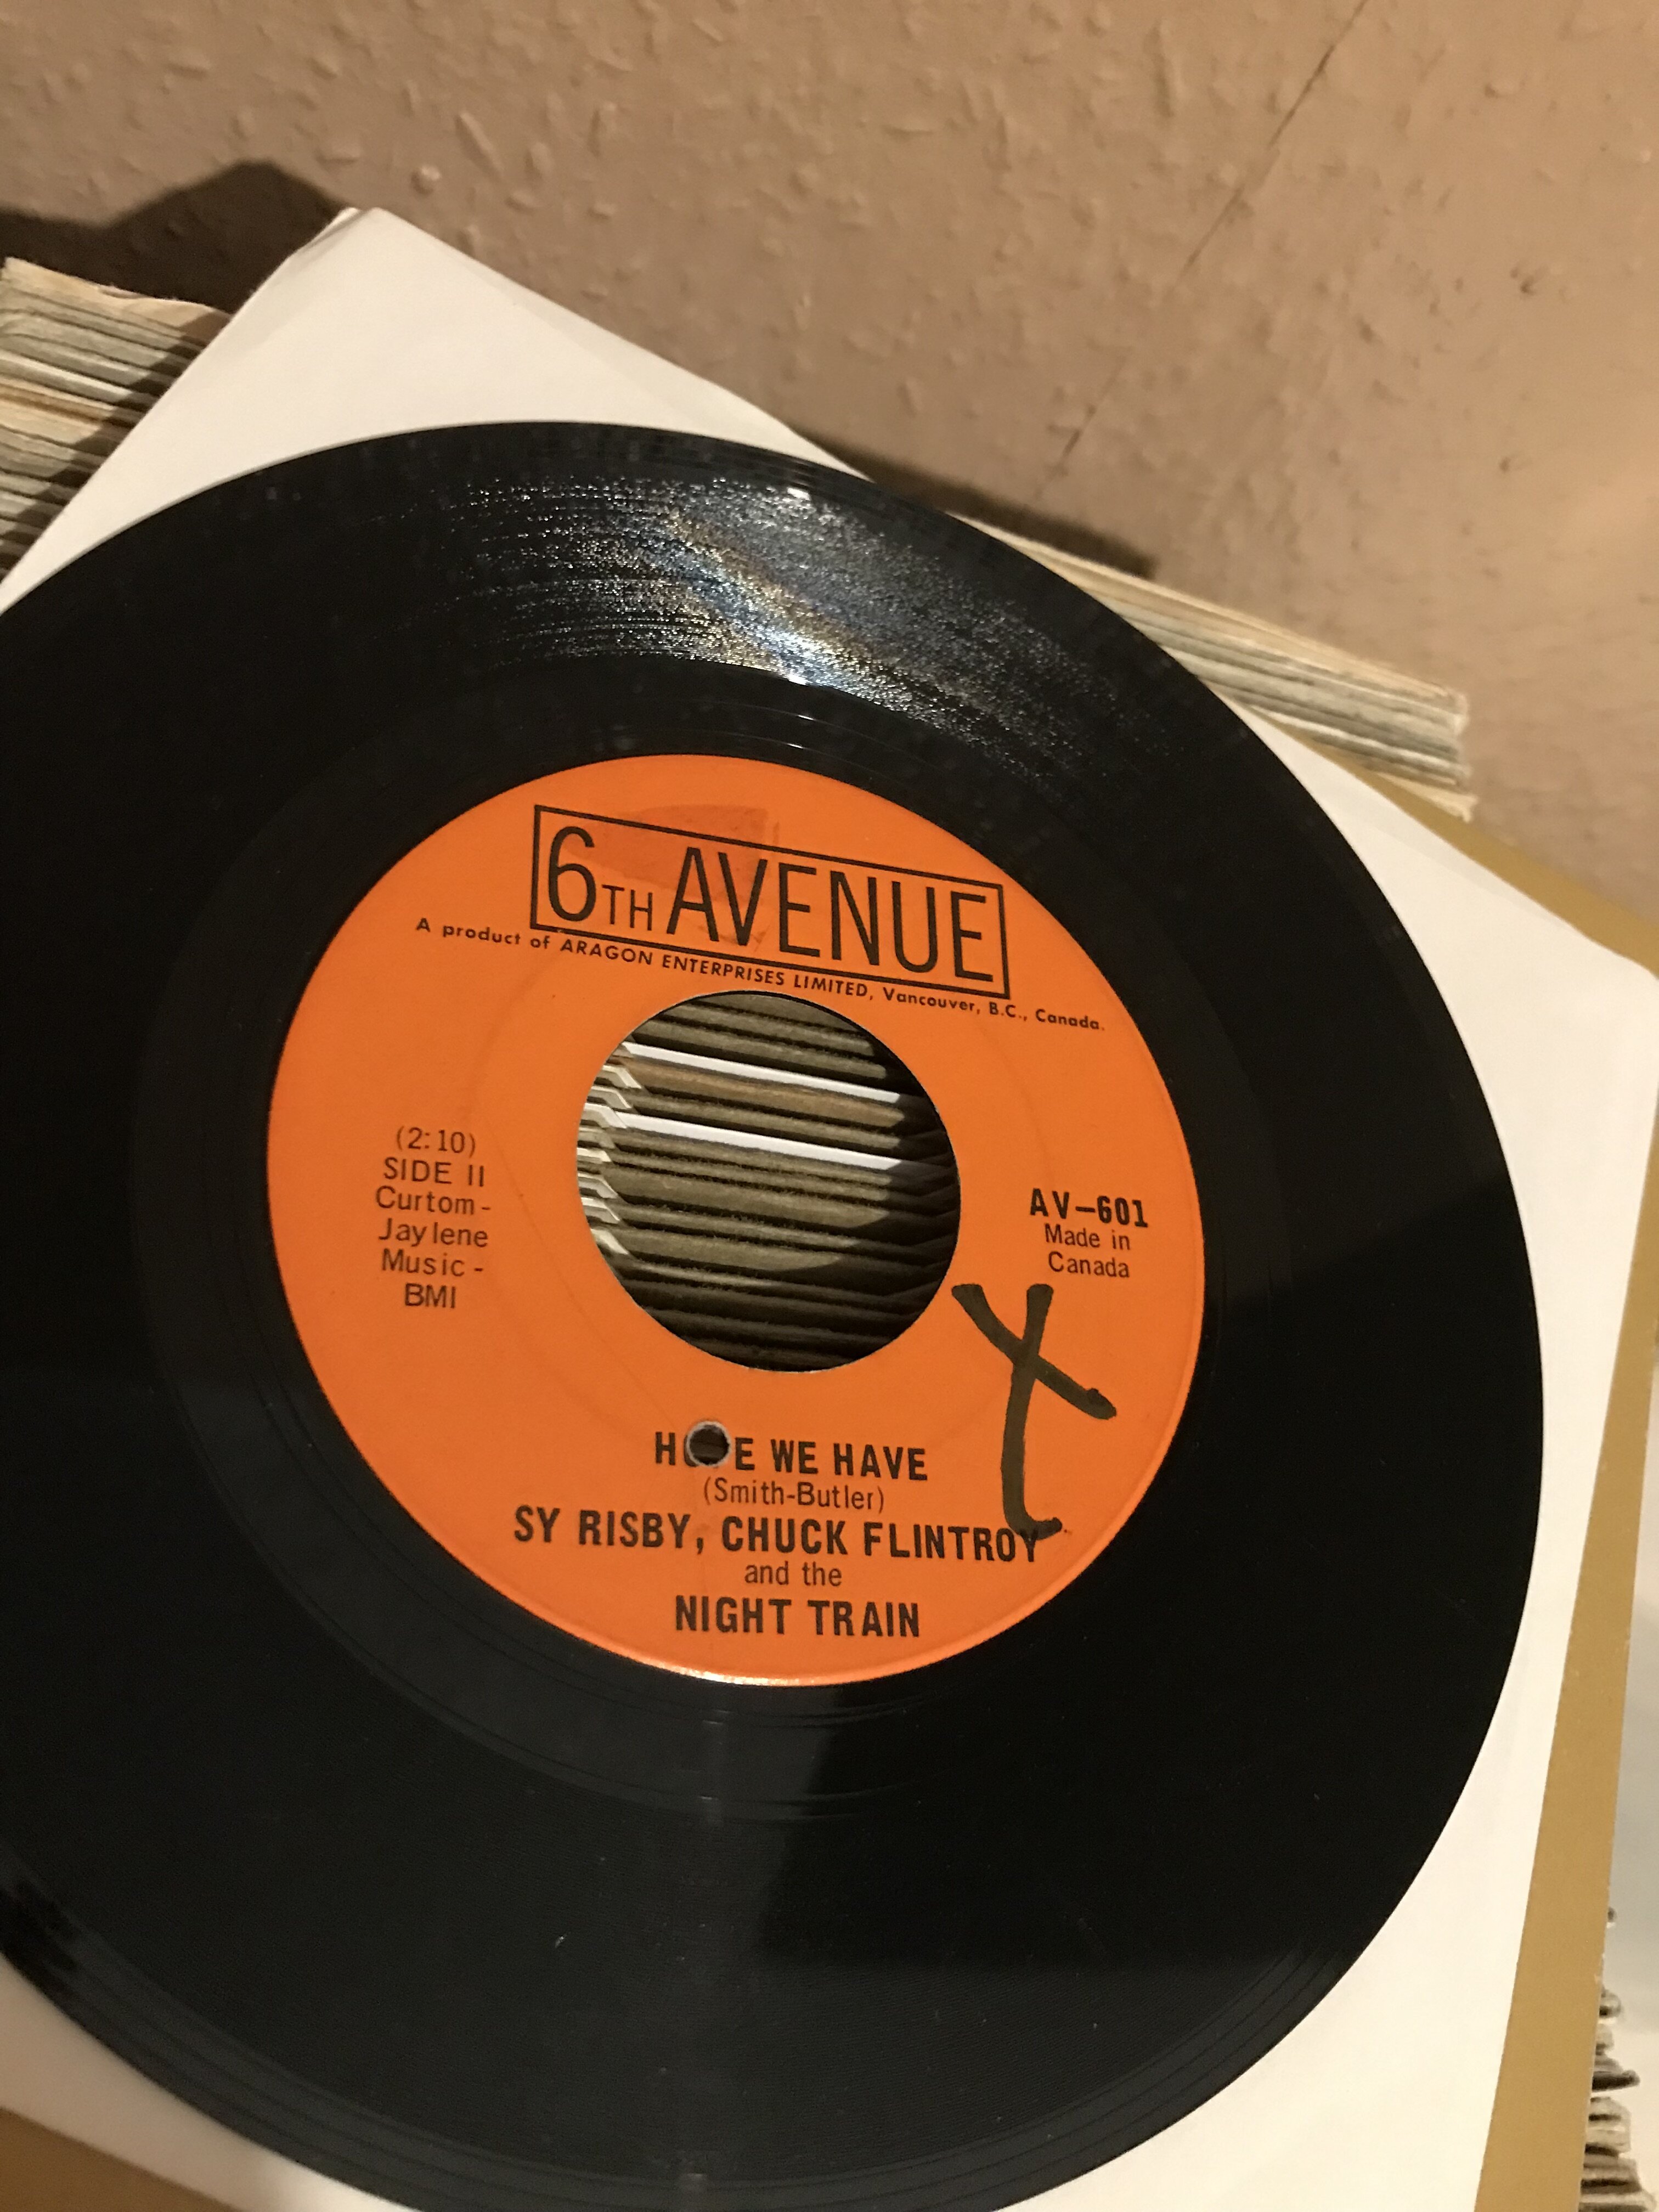 6TH AVENUE
A product of ARAGON ENTERPRISES LIMITED, Vancouver, B.C., Canada.
(2:10)
SIDE II
Curtom-
Jaylene
Music-
BMI
AV-601
Made in
Canada
X
WE HAVE
(Smith-Butler)
SY RISBY, CHUCK FLINTROY
and the
NIGHT TRAIN